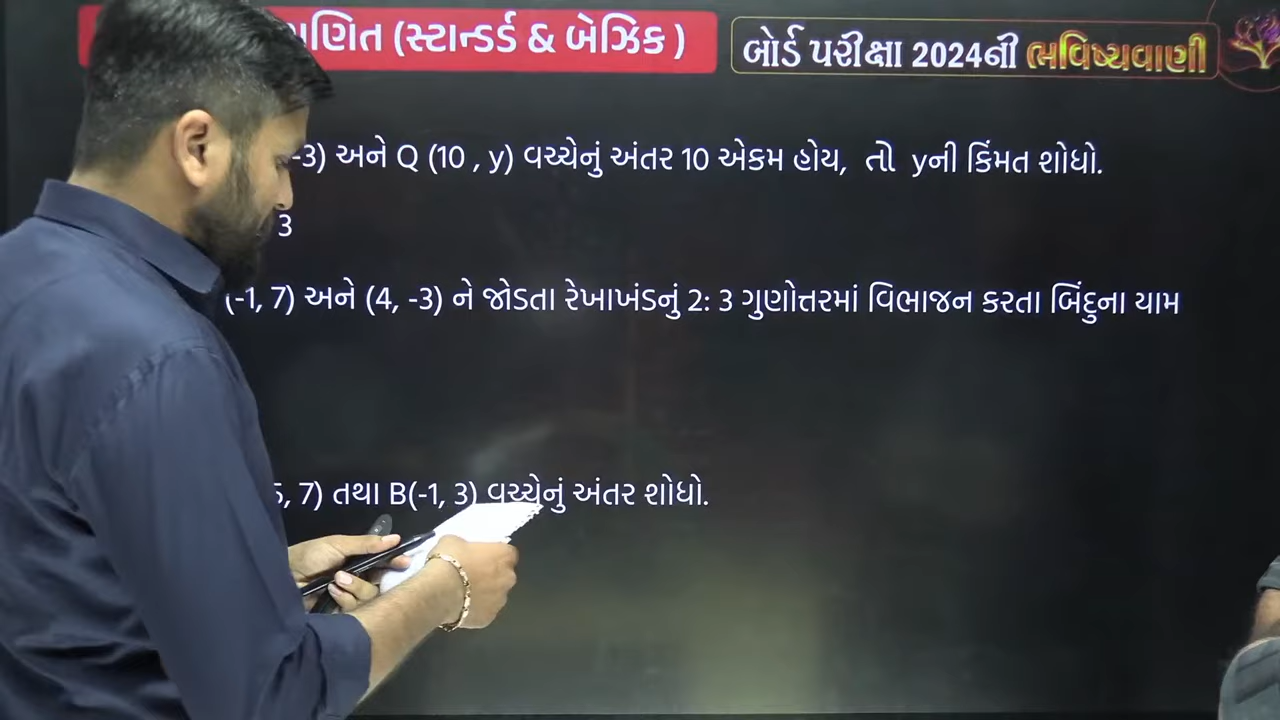 ગણિત (સ્ટાન્ડર્ડ & બેઝિક )
બોર્ડ પરીક્ષા 2024ની ભવિષ્યવાણી
-3) અને Q (10 , y) વચ્ચેનું અંતર 10 એકમ હોય, તો yની કિંમત શોધો.
3
(-1, 7) અને (4, -3) ને જોડતા રેખાખંડનું 2: 3 ગુણોત્તરમાં વિભાજન કરતા બિંદુના યામ
, 7) તથા B(-1, 3) વચ્ચેનું અંતર શોધો.